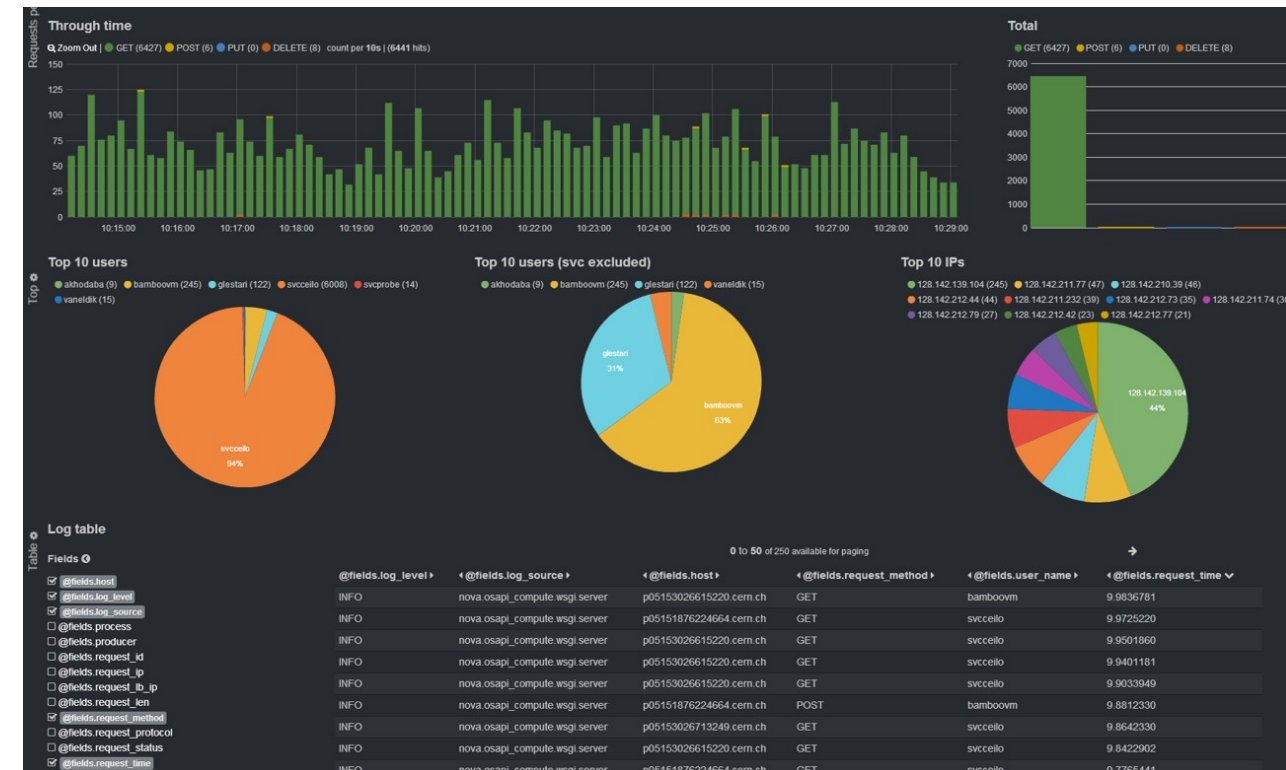 Requests pe
Through time
Zoom Out | GET (6427) POST (6) PUT (0) DELETE (8) count per 10s | (6441 hits)
150
125
100
75
50
25
0
10:15:00 10:16:00 10:17:00 10:18:00 10:19:00 10:20:00 10:21:00 10:22:00 10:23:00 10:24:00 10:25:00 10:26:00 10:27:00 10:28:00 10:29:00
Total
GET (6427) POST (6) PUT (0) DELETE (8)
7000
6000
5000
4000
3000
2000
1000
0
Top
Top 10 users
akhodaba (9) bamboovm (245) glestari (122) svcceilo (6008) svcprobe (14)
vaneldik (15)
svcceilo
94%
Top 10 users (svc excluded)
akhodaba (9) bamboovm (245) glestari (122) vaneldik (15)
glestari
31%
bamboovm
63%
Top 10 IPs
128.142.139.104 (245) 128.142.211.77 (47) 128.142.210.39 (46)
128.142.212.44 (44) 128.142.211.232 (39) 128.142.212.73 (35) 128.142.211.74 (30
128.142.212.79 (27) 128.142.212.42 (23) 128.142.212.77 (21)
128.142.139.104
44%
Table
Log table
Fields
0 to 50 of 250 available for paging
@fields.host
@fields.log_level
@fields.log_source
@fields.process
@fields.producer
@fields.request_id
@fields.request_ip
@fields.request_lb_ip
@fields.request_len
@fields.request_method
@fields.request_protocol
@fields.request_status
@fields.request_time
@fields.log_level @fields.log_source @fields.host @fields.request_method @fields.user_name @fields.request_time
INFO nova.osapi_compute.wsgi.server p05153026615220.cern.ch GET bamboovm 9.9836781
INFO nova.osapi_compute.wsgi.server p05151876224664.cern.ch GET svcceilo 9.9725220
INFO nova.osapi_compute.wsgi.server p05153026615220.cern.ch GET svcceilo 9.9501860
INFO nova.osapi_compute.wsgi.server p05153026615220.cern.ch GET svcceilo 9.9401181
INFO nova.osapi_compute.wsgi.server p05153026615220.cern.ch GET svcceilo 9.9033949
INFO nova.osapi_compute.wsgi.server p05151876224664.cern.ch POST bamboovm 9.8812330
INFO nova.osapi_compute.wsgi.server p05153026713249.cern.ch GET svcceilo 9.8642330
INFO nova.osapi_compute.wsgi.server p05153026615220.cern.ch GET svcceilo 9.8422902
INFO nova.osapi_compute.wsgi.server p05151876224664.cern.ch GET svcceilo 9.7765441